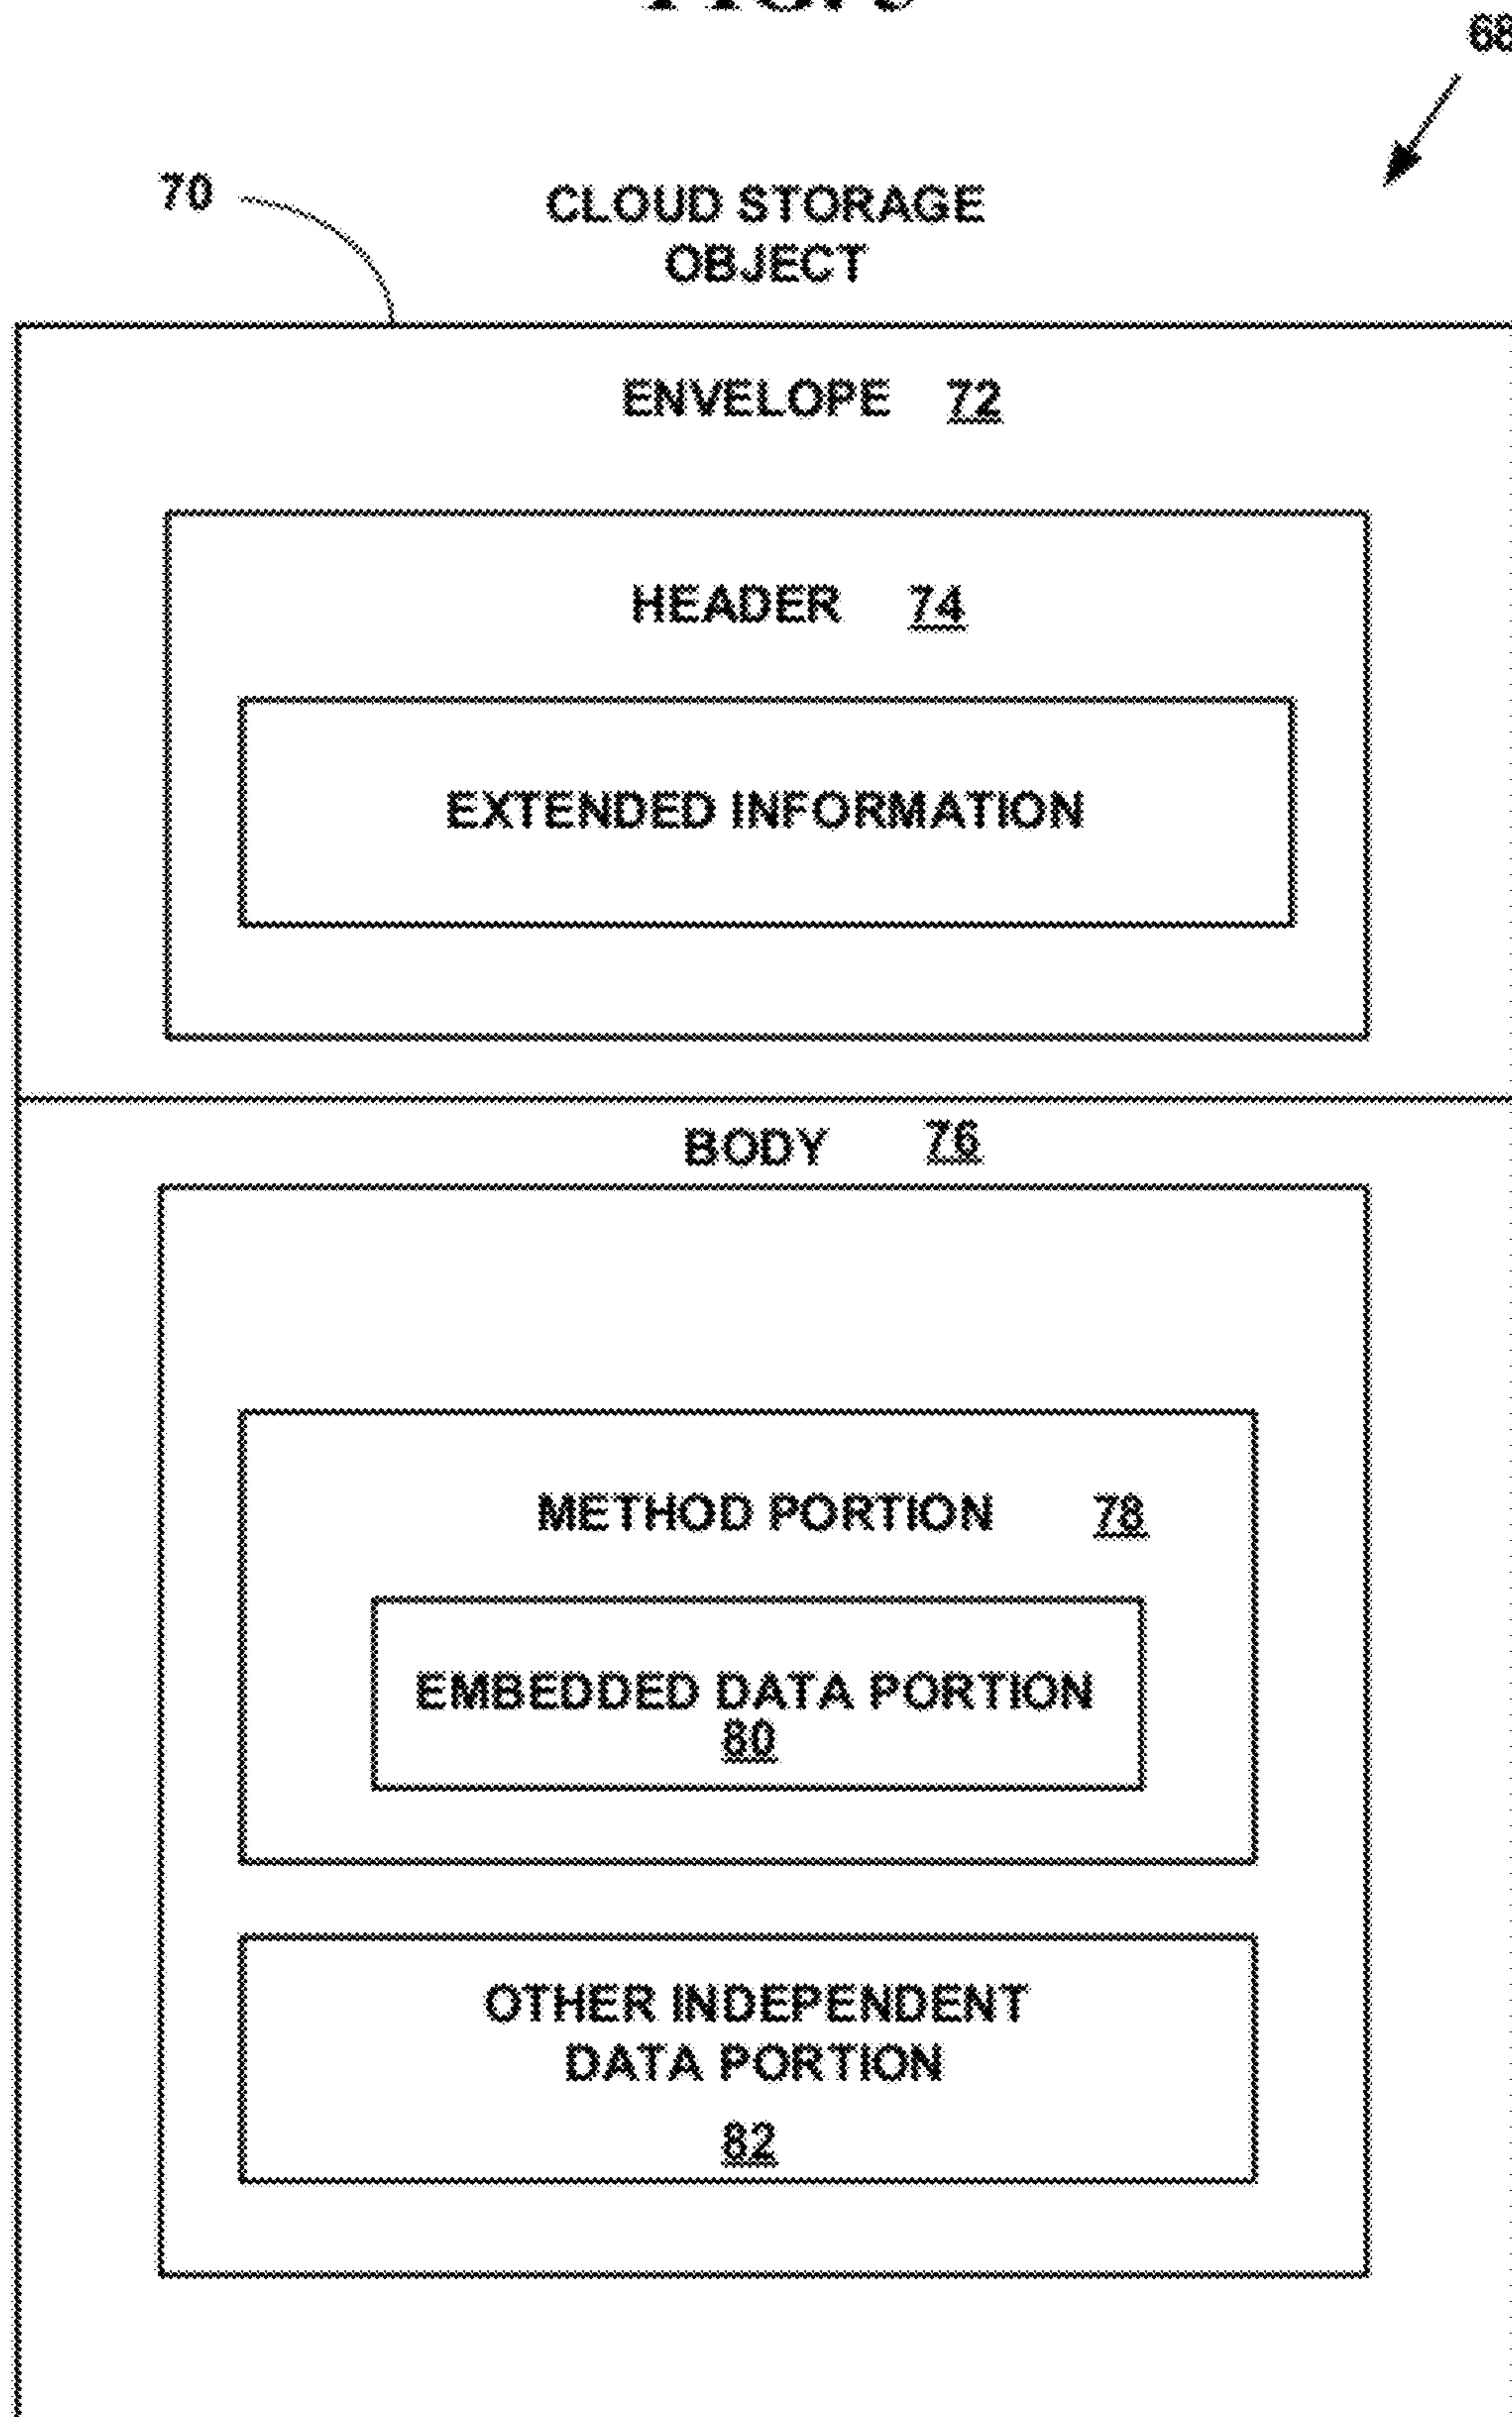 68
70
CLOUD STORAGE
OBJECT
ENVELOPE 72
HEADER 74
EXTENDED INFORMATION
BODY 76
METHOD PORTION 78
EMBEDDED DATA PORTION
80
OTHER INDEPENDENT
DATA PORTION
82